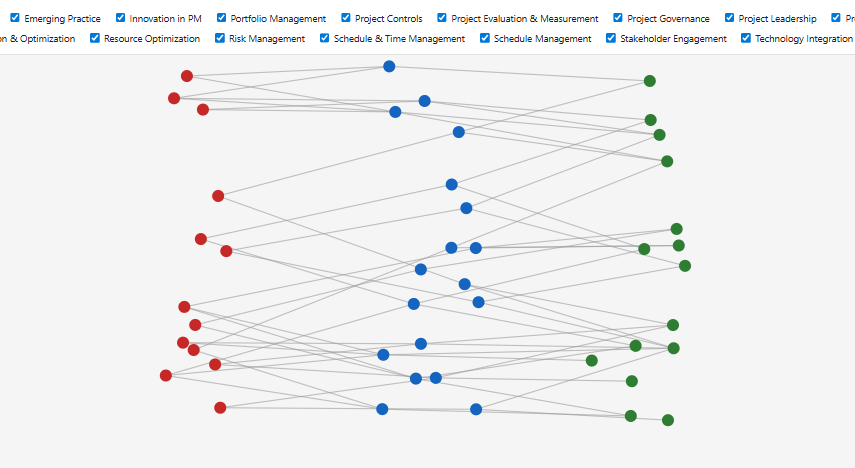 Emerging Practice Innovation in PM Portfolio Management Project Controls Project Evaluation & Measurement Project Governance Project Leadership Pr
n & Optimization Resource Optimization Risk Management Schedule & Time Management Schedule Management Stakeholder Engagement Technology Integration